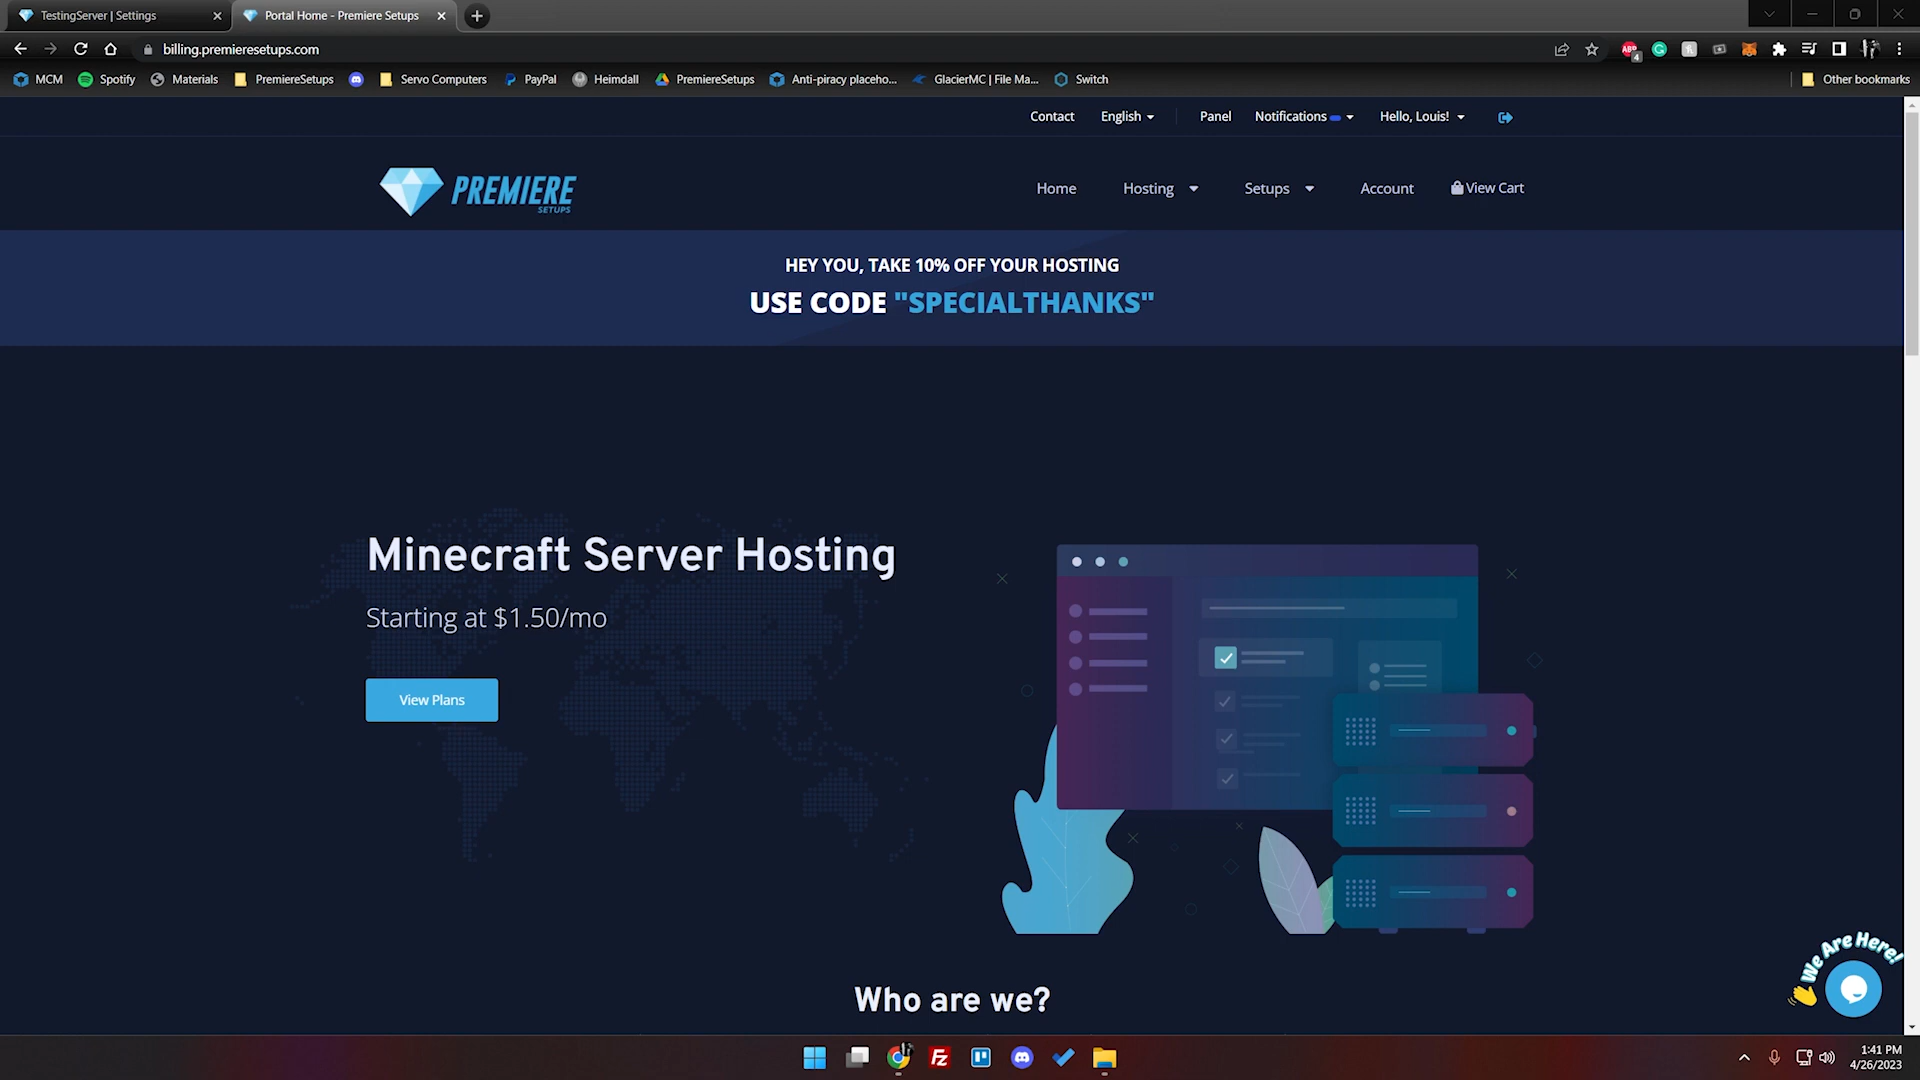 TestingServer | Settings
Portal Home - Premiere Setups
billing.premieresetups.com
4
MCM
Spotify
Materials
PremiereSetups
Servo Computers
PayPal
Heimdall
PremiereSetups
Anti-piracy placeho...
GlacierMC | File Ma...
Switch
Other bookmarks
Contact
English
Panel
Notifications
Hello, Louis!
PREMIERE
SETUPS
Home
Hosting
Setups
Account
View Cart
HEY YOU, TAKE 10% OFF YOUR HOSTING
USE CODE "SPECIALTHANKS"
Minecraft Server Hosting
Starting at $1.50/mo
View Plans
We Are Here!
Who are we?
1:41 PM
4/26/2023